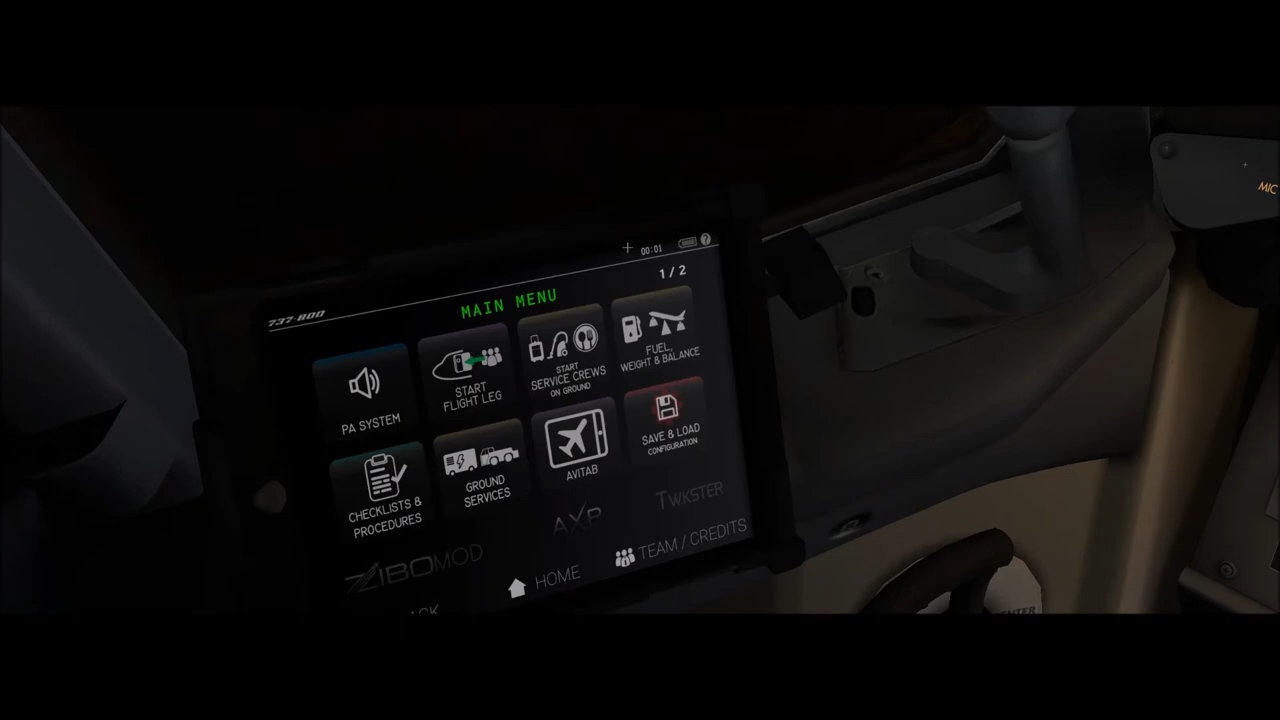 00:01
?
1 / 2
737-800
MAIN MENU
PA SYSTEM
START
FLIGHT LEG
START
SERVICE CREWS
ON GROUND
FUEL,
WEIGHT & BALANCE
CHECKLISTS &
PROCEDURES
GROUND
SERVICES
AVITAB
SAVE & LOAD
CONFIGURATION
ZIBOMOD
AXP
TWKSTER
HOME
TEAM / CREDITS
MIC